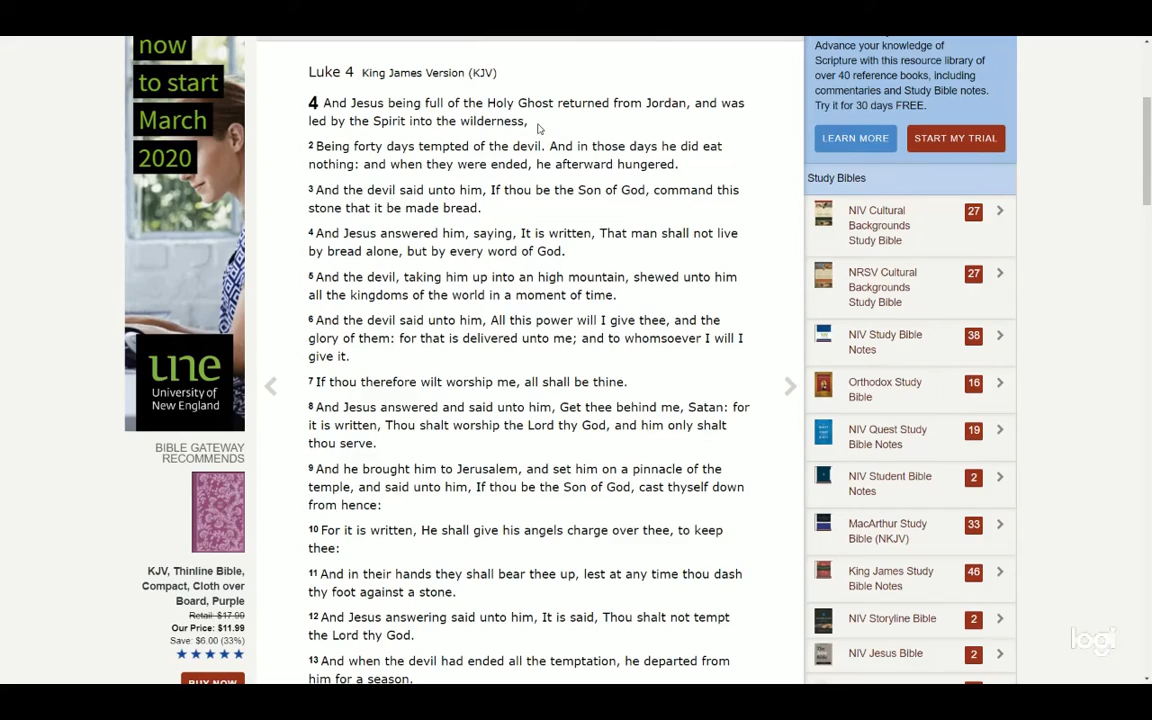 now
to start
March
2020
une
University of
New England
BIBLE GATEWAY
RECOMMENDS
KJV, Thinline Bible,
Compact, Cloth over
Board, Purple
Retail: $17.99
Our Price: $11.99
Save: $6.00 (33%)
BUY NOW
Luke 4 King James Version (KJV)
4 And Jesus being full of the Holy Ghost returned from Jordan, and was
led by the Spirit into the wilderness,
2 Being forty days tempted of the devil. And in those days he did eat
nothing: and when they were ended, he afterward hungered.
3 And the devil said unto him, If thou be the Son of God, command this
stone that it be made bread.
4 And Jesus answered him, saying, It is written, That man shall not live
by bread alone, but by every word of God.
5 And the devil, taking him up into an high mountain, shewed unto him
all the kingdoms of the world in a moment of time.
6 And the devil said unto him, All this power will I give thee, and the
glory of them: for that is delivered unto me; and to whomsoever I will I
give it.
7 If thou therefore wilt worship me, all shall be thine.
8 And Jesus answered and said unto him, Get thee behind me, Satan: for
it is written, Thou shalt worship the Lord thy God, and him only shalt
thou serve.
9 And he brought him to Jerusalem, and set him on a pinnacle of the
temple, and said unto him, If thou be the Son of God, cast thyself down
from hence:
10 For it is written, He shall give his angels charge over thee, to keep
thee:
11 And in their hands they shall bear thee up, lest at any time thou dash
thy foot against a stone.
12 And Jesus answering said unto him, It is said, Thou shalt not tempt
the Lord thy God.
13 And when the devil had ended all the temptation, he departed from
him for a season.
Advance your knowledge of
Scripture with this resource library of
over 40 reference books, including
commentaries and Study Bible notes.
Try it for 30 days FREE.
LEARN MORE START MY TRIAL
Study Bibles
NIV Cultural 27
Backgrounds
Study Bible
NRSV Cultural 27
Backgrounds
Study Bible
NIV Study Bible 38
Notes
Orthodox Study 16
Bible
NIV Quest Study 19
Bible Notes
NIV Student Bible 2
Notes
MacArthur Study 33
Bible (NKJV)
King James Study 46
Bible Notes
NIV Storyline Bible 2
NIV Jesus Bible 2
logi